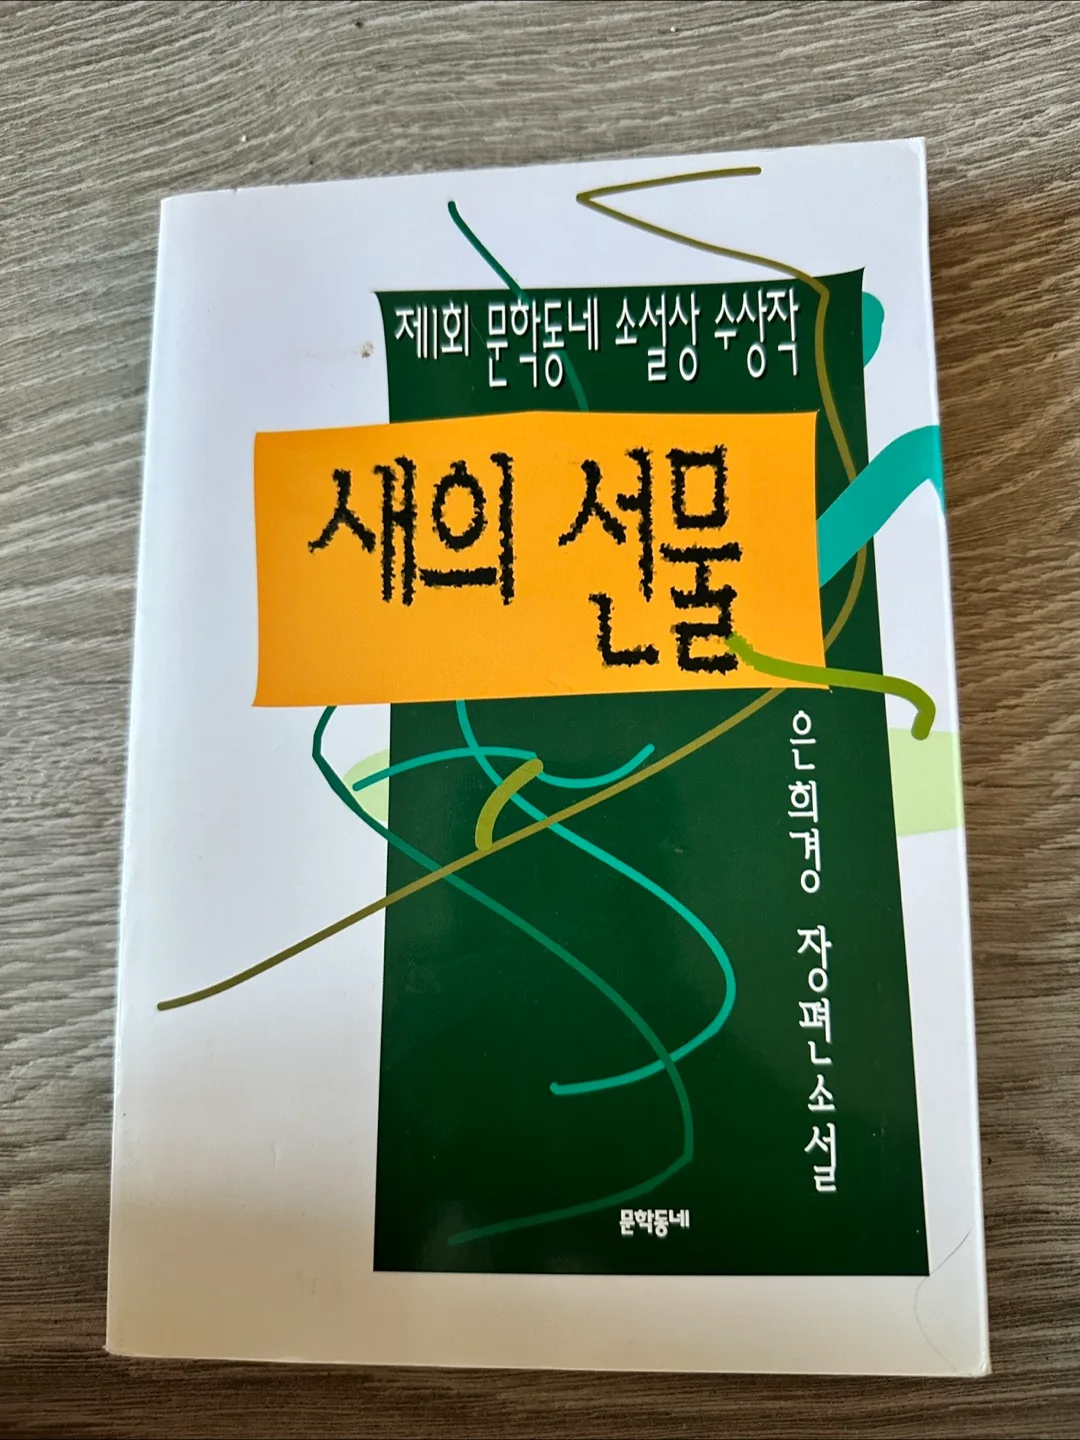 제1회 문학동네 소설상 수상작
새의 선물
은희경 장편소설
문학동네